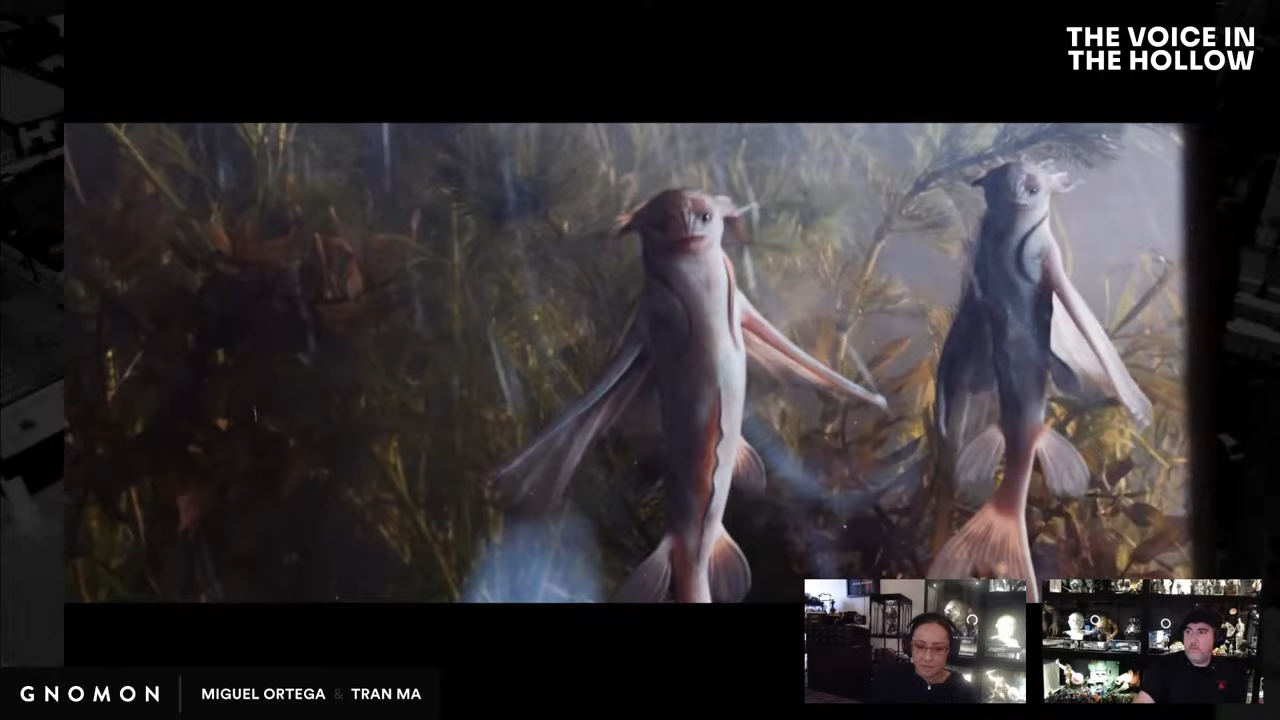 THE VOICE IN
THE HOLLOW
GNOMON
MIGUEL ORTEGA & TRAN MA